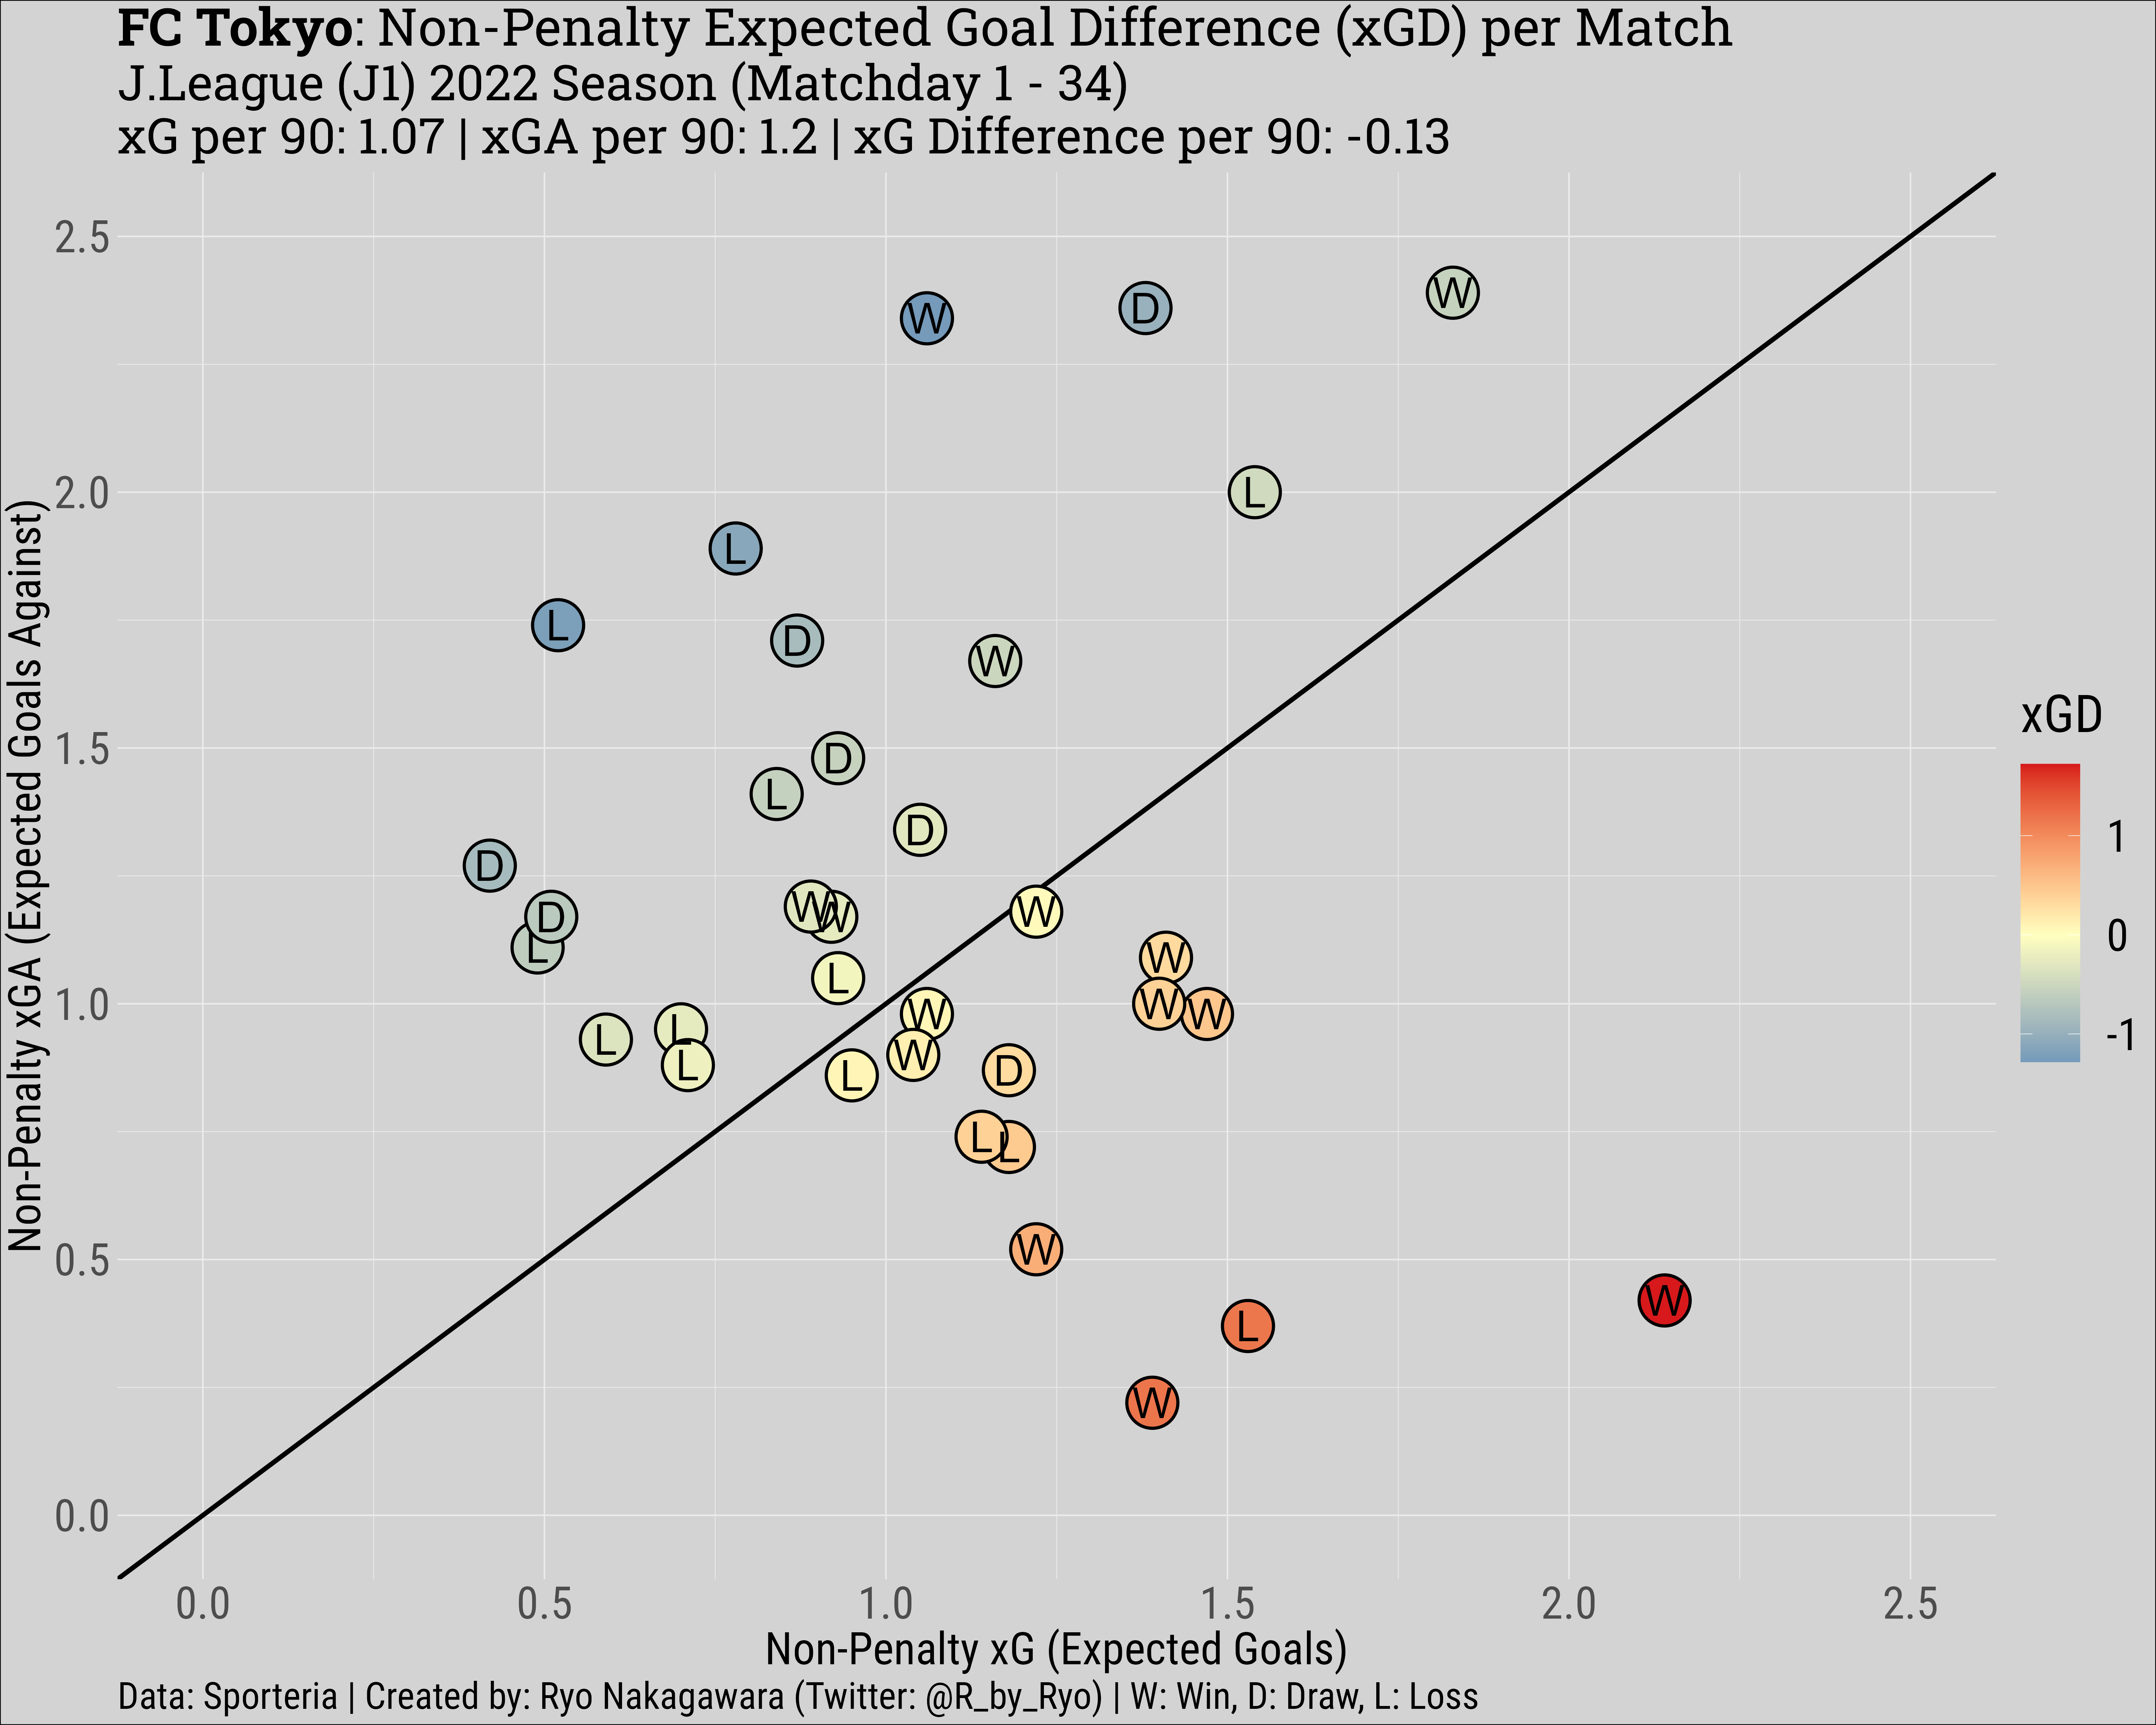 FC Tokyo: Non-Penalty Expected Goal Difference (xGD) per Match
J.League (J1) 2022 Season (Matchday 1 - 34)
xG per 90: 1.07 | xGA per 90: 1.2 | xG Difference per 90: -0.13
Non-Penalty xGA (Expected Goals Against)
2.5
2.0
1.5
1.0
0.5
0.0
W
D
W
L
L
L
D
W
D
L
D
D
W
W
W
D
L
L
W
W
W
W
L
L
W
L
L
D
L
L
W
L
W
W
xGD
1
0
-1
0.0
0.5
1.0
1.5
2.0
2.5
Non-Penalty xG (Expected Goals)
Data: Sporteria | Created by: Ryo Nakagawara (Twitter: @R_by_Ryo) | W: Win, D: Draw, L: Loss